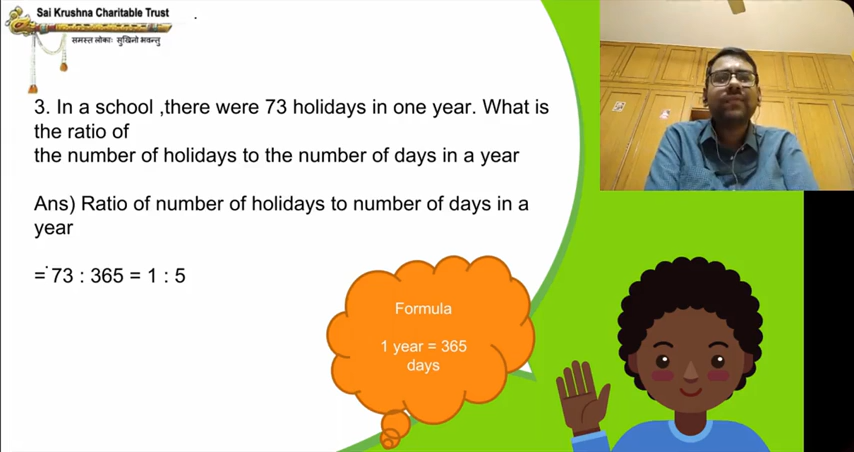 Sai Krushna Charitable Trust
समस्त लोकाः सुखिनो भवन्तु
3. In a school ,there were 73 holidays in one year. What is
the ratio of
the number of holidays to the number of days in a year
Ans) Ratio of number of holidays to number of days in a
year
= 73 : 365 = 1 : 5
Formula
1 year = 365
days